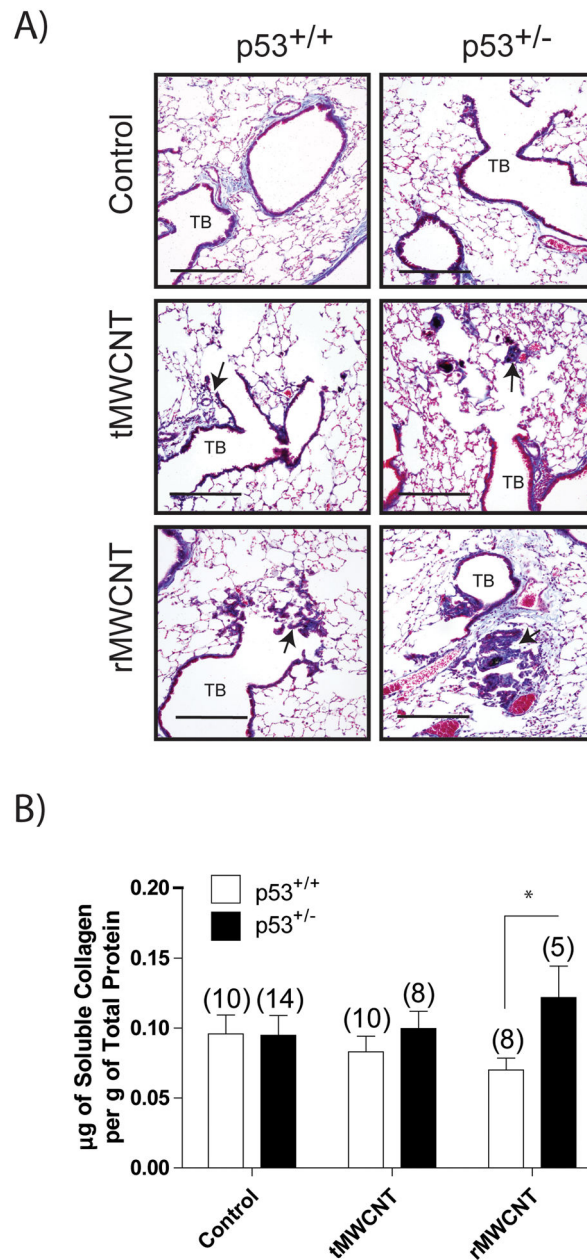 A)
p53+/+ p53+/-
Control
TB
TB
tMWCNT
TB
TB
rMWCNT
TB
TB
B)
µg of Soluble Collagen
per g of Total Protein
0.20
0.15
0.10
0.05
0.00
p53+/+
p53+/-
*
(10) (14) (10) (8) (8) (5)
Control
tMWCNT
rMWCNT